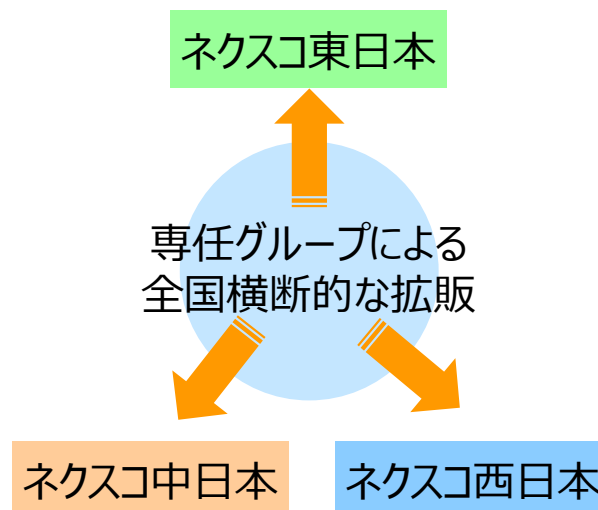 ネクスコ東日本
専任グループによる
全国横断的な拡販
ネクスコ中日本
ネクスコ西日本